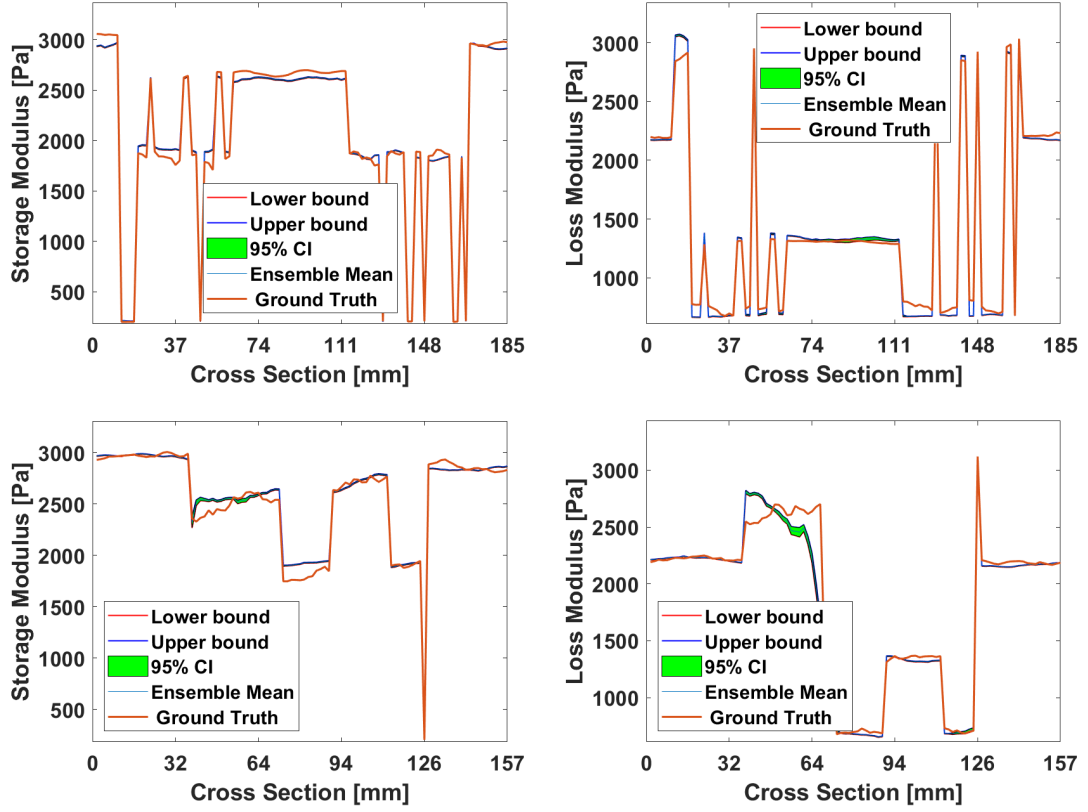 Storage Modulus [Pa]
3000
2500
2000
1500
1000
500
Lower bound
Upper bound
95% CI
Ensemble Mean
Ground Truth
0 37 74 111 148 185
Cross Section [mm]
Loss Modulus [Pa]
3000
2500
2000
1500
1000
Lower bound
Upper bound
95% CI
Ensemble Mean
Ground Truth
0 37 74 111 148 185
Cross Section [mm]
Storage Modulus [Pa]
3000
2500
2000
1500
1000
500
Lower bound
Upper bound
95% CI
Ensemble Mean
Ground Truth
0 32 64 94 126 157
Cross Section [mm]
Loss Modulus [Pa]
3000
2500
2000
1500
1000
Lower bound
Upper bound
95% CI
Ensemble Mean
Ground Truth
0 32 64 94 126 157
Cross Section [mm]